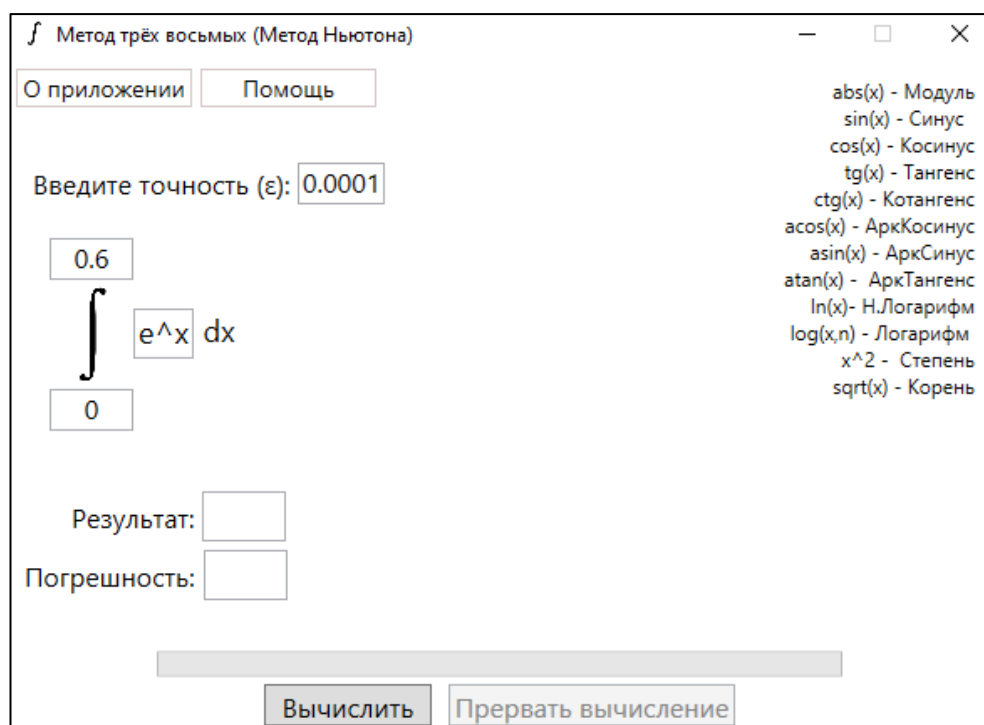 ∫ Метод трёх восьмых (Метод Ньютона)
О приложении Помощь
abs(x) - Модуль
sin(x) - Синус
cos(x) - Косинус
tg(x) - Тангенс
ctg(x) - Котангенс
acos(x) - АркКосинус
asin(x) - АркСинус
atan(x) - АркТангенс
ln(x)- Н.Логарифм
log(x,n) - Логарифм
x^2 - Степень
sqrt(x) - Корень
Введите точность (ε): 0.0001
0.6
∫ e^x dx
0
Результат:
Погрешность:
Вычислить Прервать вычисление